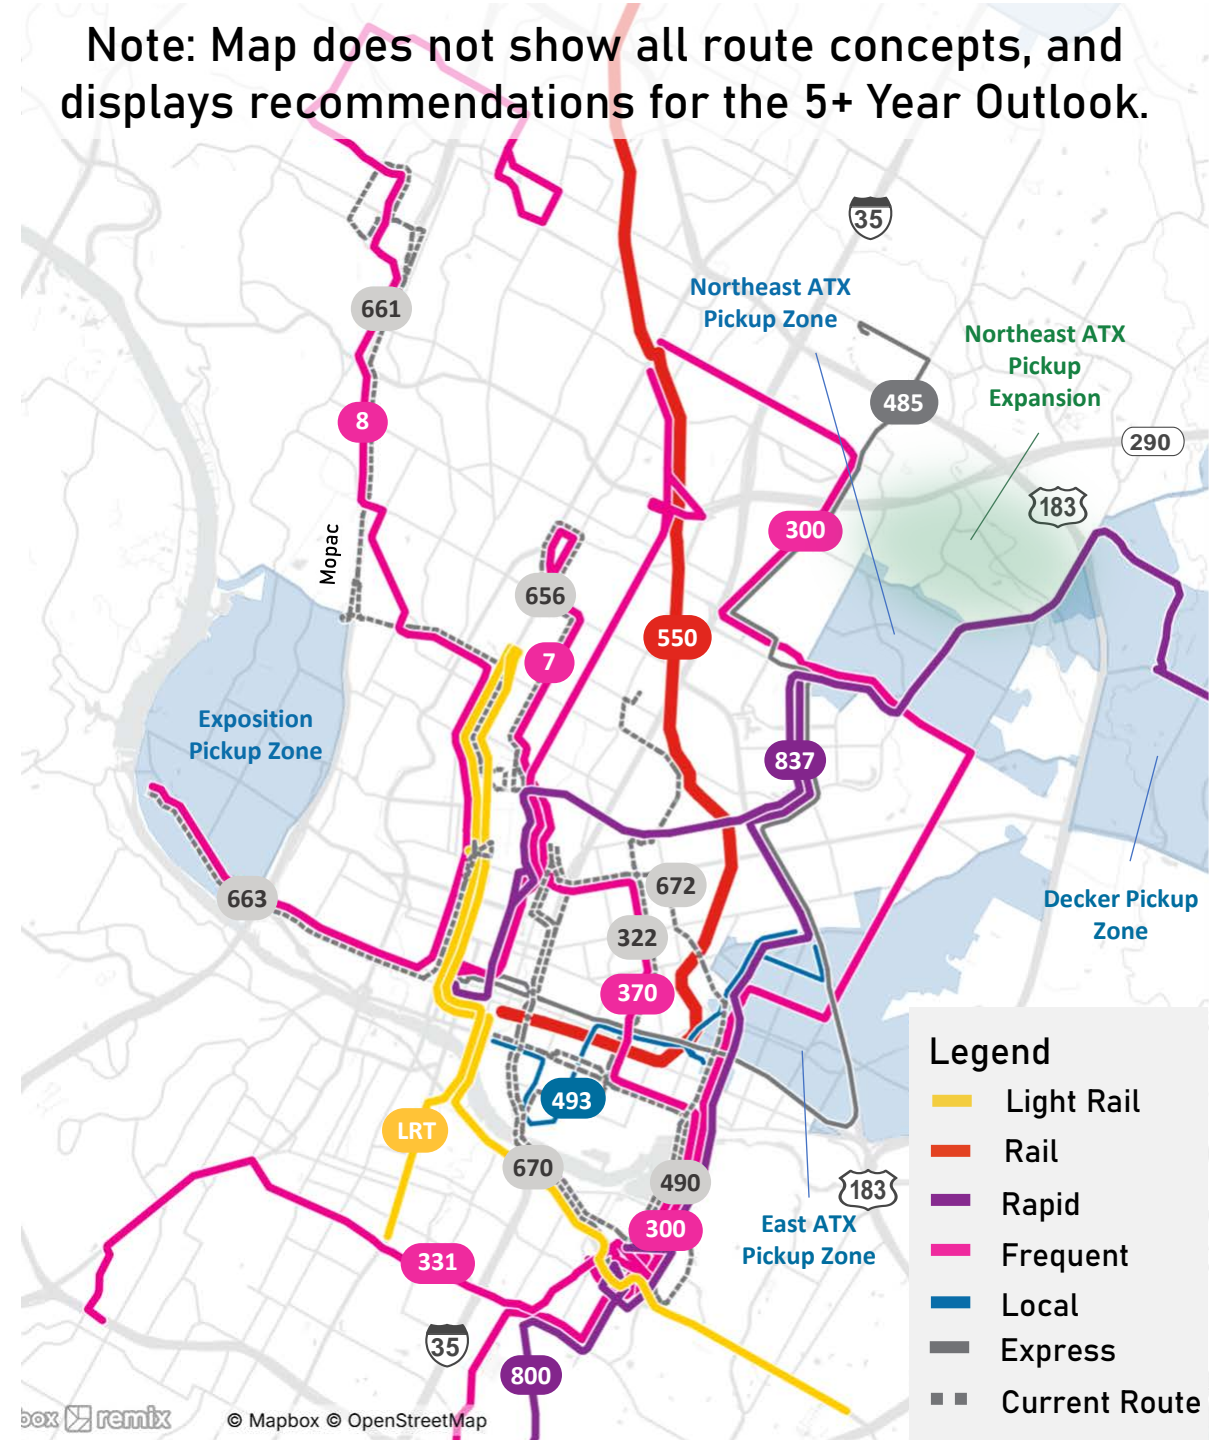 Note: Map does not show all route concepts, and
displays recommendations for the 5+ Year Outlook.
35
Northeast ATX
Pickup Zone
661
Northeast ATX
Pickup
Expansion
485
8
290
183
300
Mopac
656
550
7
Exposition
Pickup Zone
837
672
663
Decker Pickup
Zone
322
370
493
LRT
670
490
183
300
East ATX
Pickup Zone
331
35
800
Legend
Light Rail
Rail
Rapid
Frequent
Local
Express
Current Route
box remix
© Mapbox © OpenStreetMap